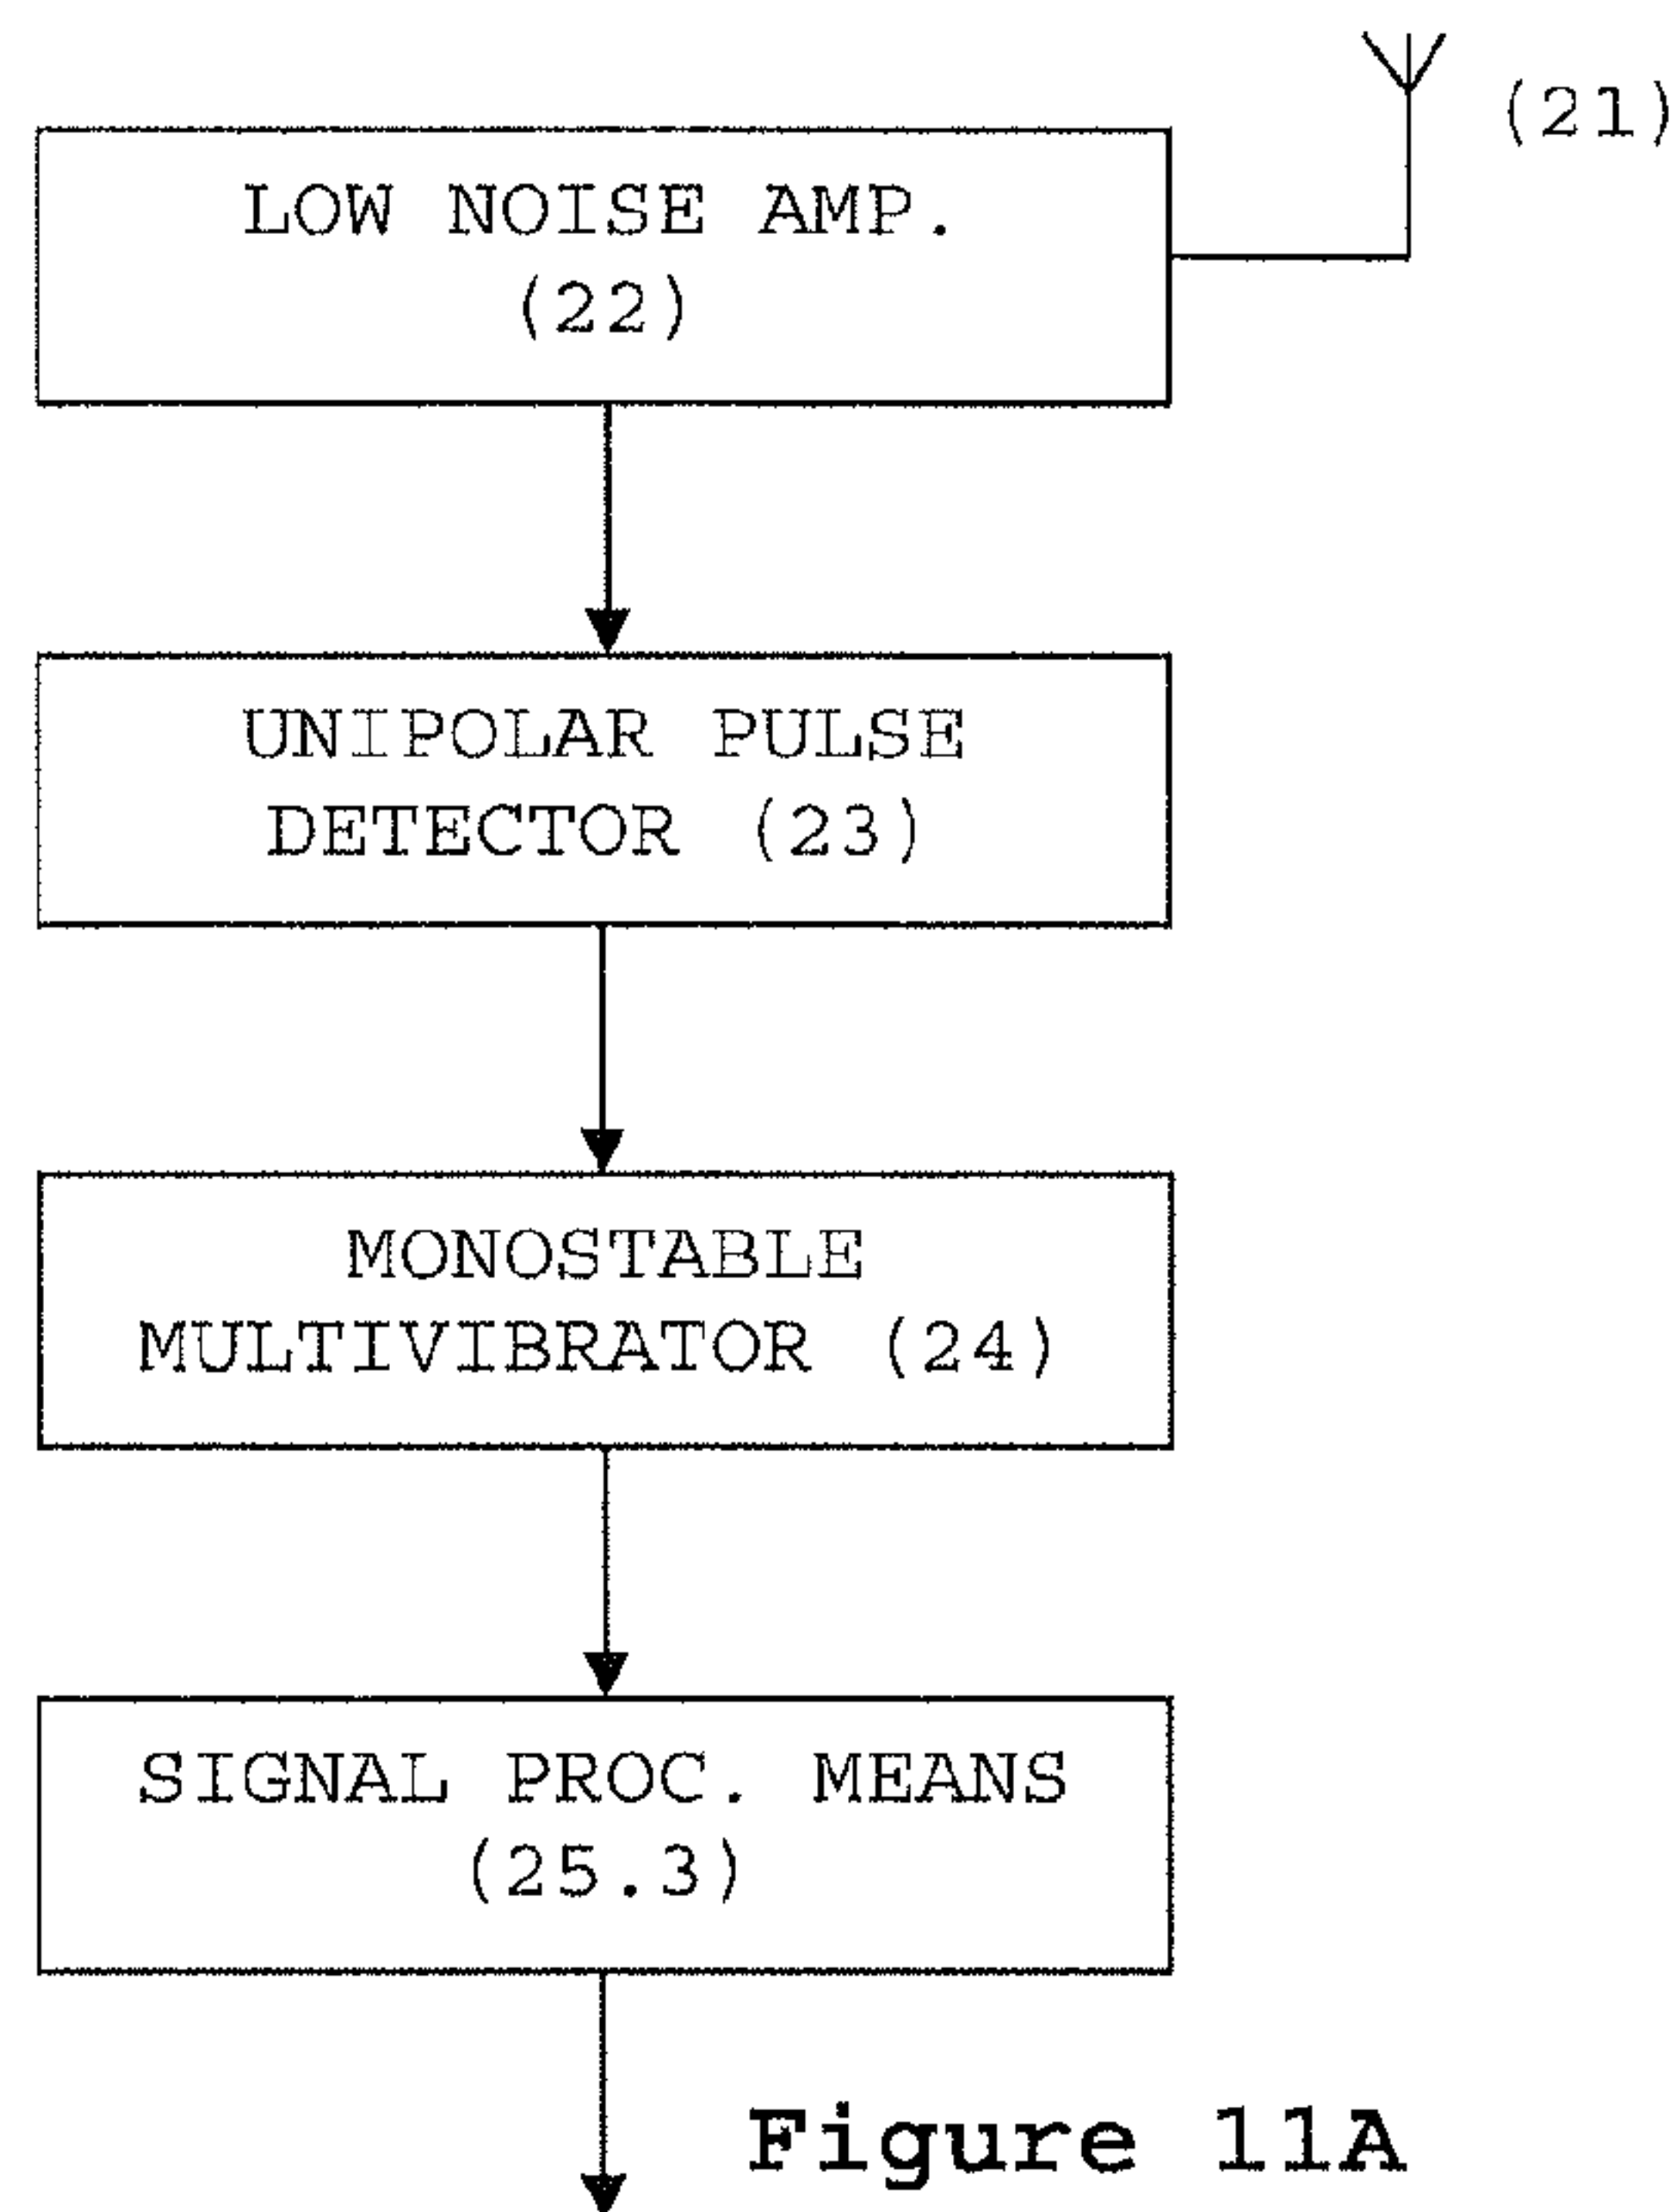 (21)
LOW NOISE AMP.
(22)
UNIPOLAR PULSE
DETECTOR (23)
MONOSTABLE
MULTIVIBRATOR (24)
SIGNAL PROC. MEANS
(25.3)
Figure 11A